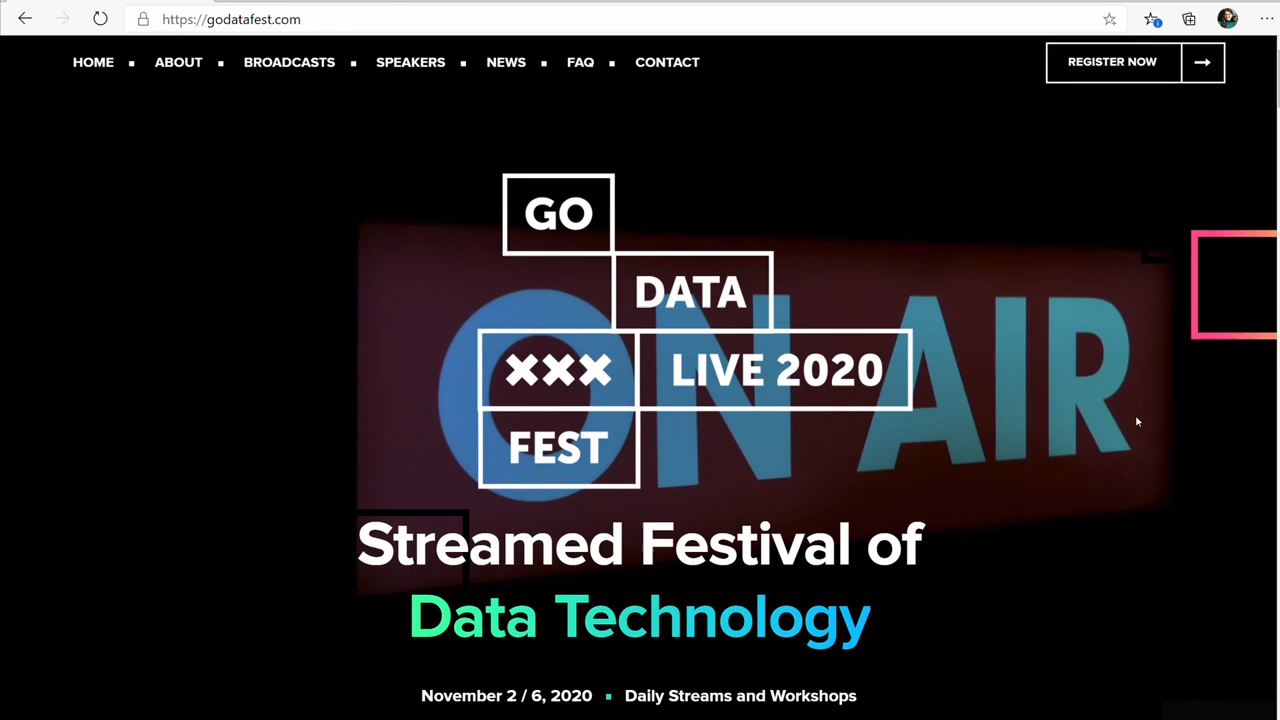 https://godatafest.com
HOME ▪ ABOUT ▪ BROADCASTS ▪ SPEAKERS ▪ NEWS ▪ FAQ ▪ CONTACT
REGISTER NOW →
GO
DATA
XXX LIVE 2020
FEST
ON AIR
Streamed Festival of
Data Technology
November 2 / 6, 2020 ▪ Daily Streams and Workshops